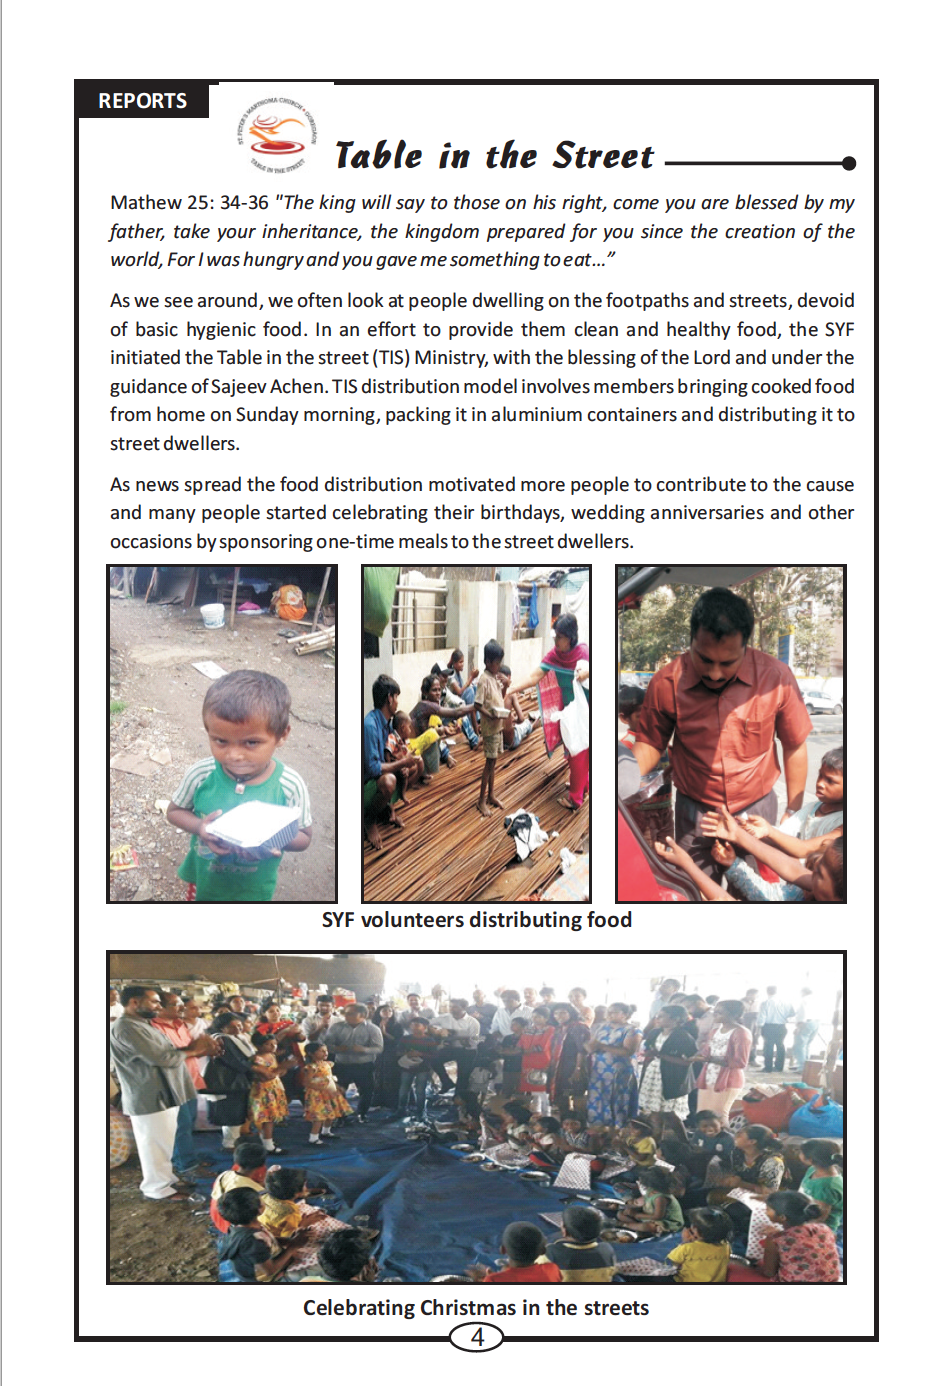 REPORTS
ST. PETER'S MARTHOMA CHURCH • GOREGAON
TABLE IN THE STREET
Table in the Street
Mathew 25: 34-36 "The king will say to those on his right, come you are blessed by my
father, take your inheritance, the kingdom prepared for you since the creation of the
world, For I was hungry and you gave me something to eat...”
As we see around, we often look at people dwelling on the footpaths and streets, devoid
of basic hygienic food. In an effort to provide them clean and healthy food, the SYF
initiated the Table in the street (TIS) Ministry, with the blessing of the Lord and under the
guidance of Sajeev Achen. TIS distribution model involves members bringing cooked food
from home on Sunday morning, packing it in aluminium containers and distributing it to
street dwellers.
As news spread the food distribution motivated more people to contribute to the cause
and many people started celebrating their birthdays, wedding anniversaries and other
occasions by sponsoring one-time meals to the street dwellers.
SYF volunteers distributing food
Celebrating Christmas in the streets
4